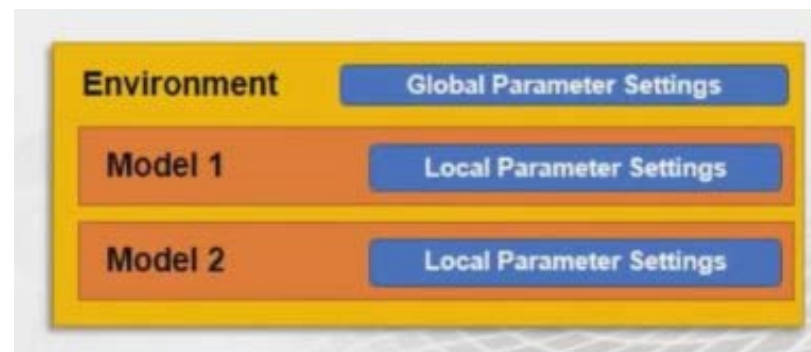 Environment Global Parameter Settings
Model 1 Local Parameter Settings
Model 2 Local Parameter Settings